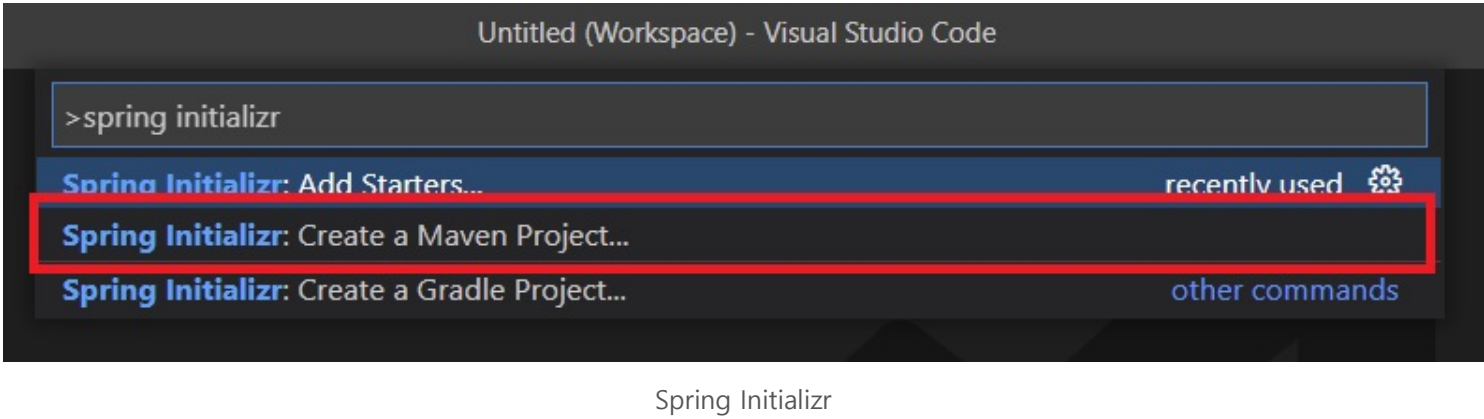 Untitled (Workspace) - Visual Studio Code
>spring initializr
Spring Initializr: Add Starters... recently used
Spring Initializr: Create a Maven Project...
Spring Initializr: Create a Gradle Project... other commands
Spring Initializr